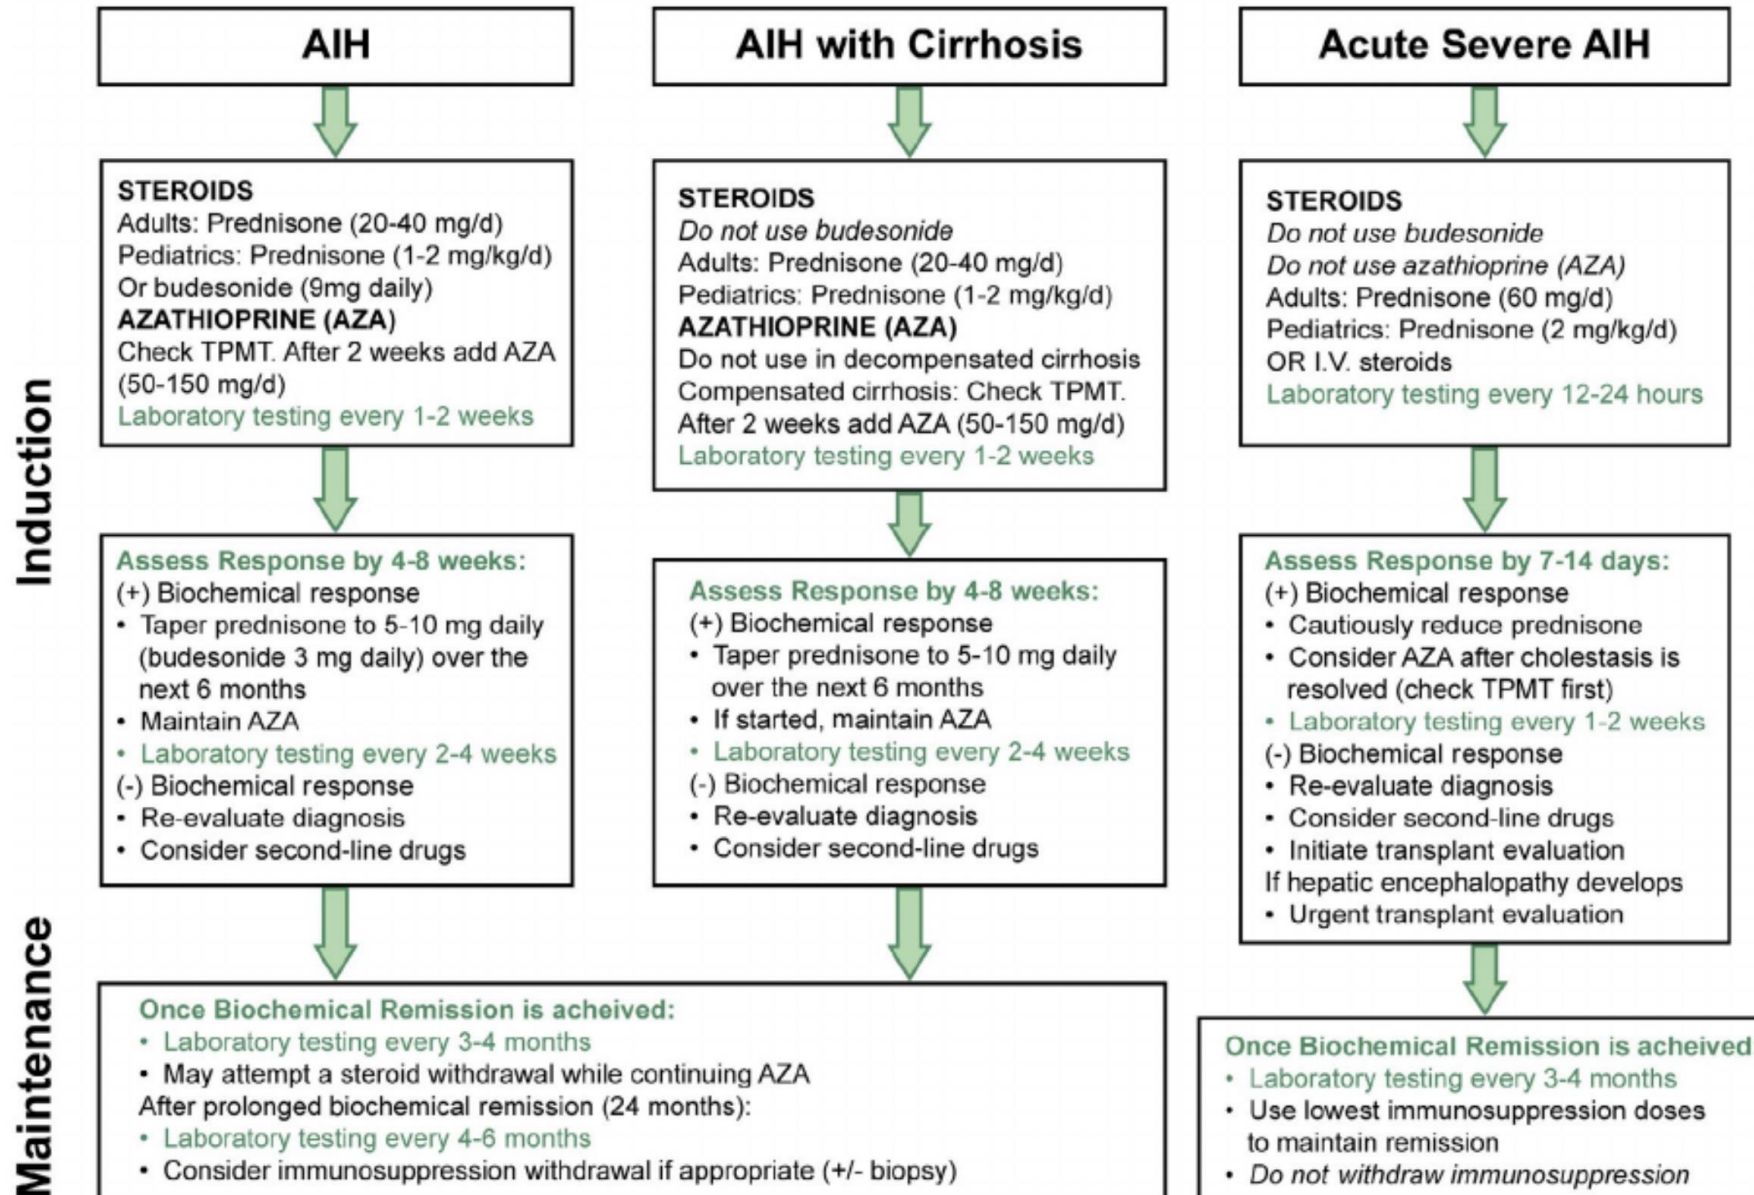 AIH
STEROIDS
Adults: Prednisone (20-40 mg/d)
Pediatrics: Prednisone (1-2 mg/kg/d)
Or budesonide (9mg daily)
AZATHIOPRINE (AZA)
Check TPMT. After 2 weeks add AZA
(50-150 mg/d)
Laboratory testing every 1-2 weeks
Assess Response by 4-8 weeks:
(+) Biochemical response
• Taper prednisone to 5-10 mg daily
(budesonide 3 mg daily) over the
next 6 months
• Maintain AZA
• Laboratory testing every 2-4 weeks
(-) Biochemical response
• Re-evaluate diagnosis
• Consider second-line drugs
AIH with Cirrhosis
STEROIDS
Do not use budesonide
Adults: Prednisone (20-40 mg/d)
Pediatrics: Prednisone (1-2 mg/kg/d)
AZATHIOPRINE (AZA)
Do not use in decompensated cirrhosis
Compensated cirrhosis: Check TPMT.
After 2 weeks add AZA (50-150 mg/d)
Laboratory testing every 1-2 weeks
Assess Response by 4-8 weeks:
(+) Biochemical response
• Taper prednisone to 5-10 mg daily
over the next 6 months
• If started, maintain AZA
• Laboratory testing every 2-4 weeks
(-) Biochemical response
• Re-evaluate diagnosis
• Consider second-line drugs
Once Biochemical Remission is acheived:
• Laboratory testing every 3-4 months
• May attempt a steroid withdrawal while continuing AZA
After prolonged biochemical remission (24 months):
• Laboratory testing every 4-6 months
• Consider immunosuppression withdrawal if appropriate (+/- biopsy)
Acute Severe AIH
STEROIDS
Do not use budesonide
Do not use azathioprine (AZA)
Adults: Prednisone (60 mg/d)
Pediatrics: Prednisone (2 mg/kg/d)
OR I.V. steroids
Laboratory testing every 12-24 hours
Assess Response by 7-14 days:
(+) Biochemical response
• Cautiously reduce prednisone
• Consider AZA after cholestasis is
resolved (check TPMT first)
• Laboratory testing every 1-2 weeks
(-) Biochemical response
• Re-evaluate diagnosis
• Consider second-line drugs
• Initiate transplant evaluation
If hepatic encephalopathy develops
• Urgent transplant evaluation
Once Biochemical Remission is acheived
• Laboratory testing every 3-4 months
• Use lowest immunosuppression doses
to maintain remission
• Do not withdraw immunosuppression
Induction
Maintenance